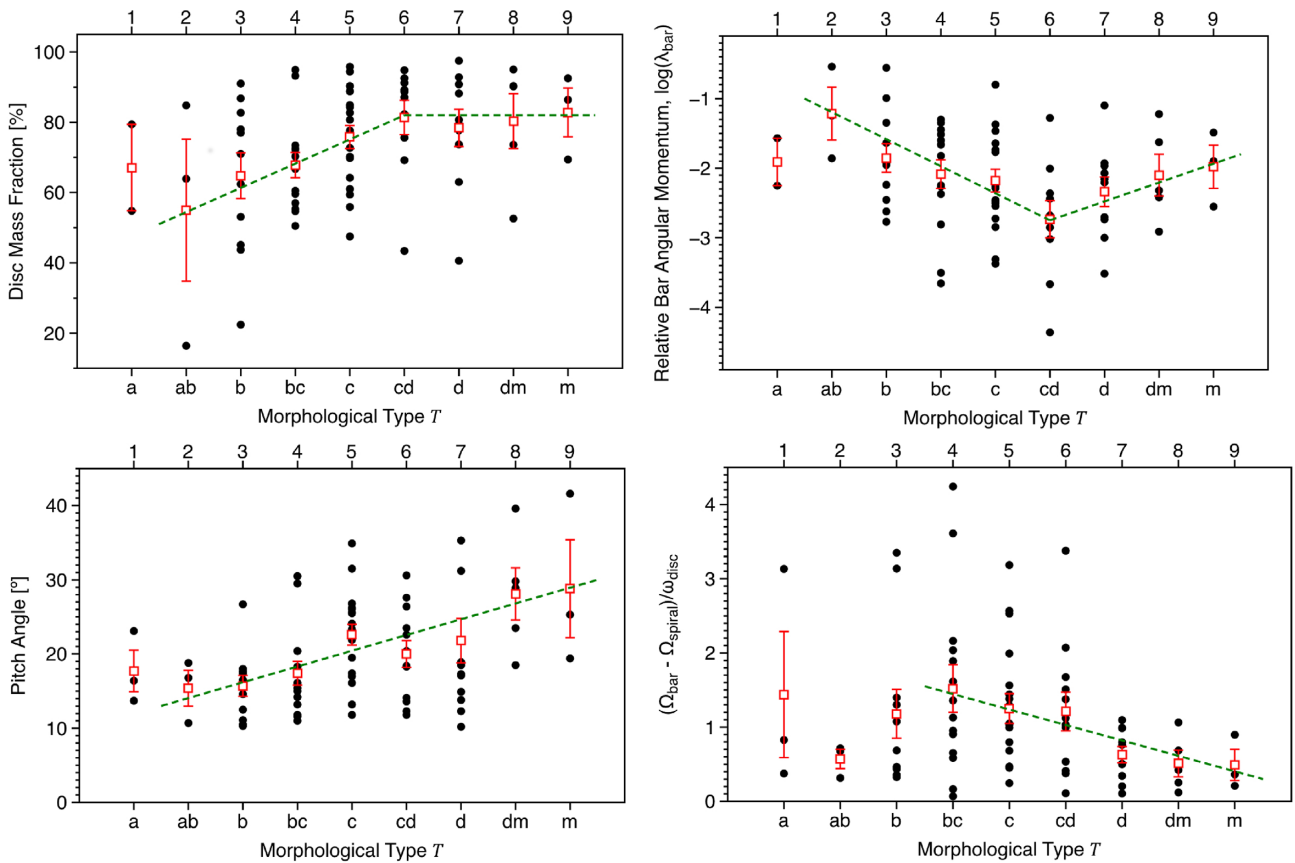 1 2 3 4 5 6 7 8 9
100
80
60
40
20
Disc Mass Fraction [%]
a ab b bc c cd d dm m
Morphological Type T
1 2 3 4 5 6 7 8 9
−1
−2
−3
−4
Relative Bar Angular Momentum, log(λbar)
a ab b bc c cd d dm m
Morphological Type T
1 2 3 4 5 6 7 8 9
40
30
20
10
0
Pitch Angle [°]
a ab b bc c cd d dm m
Morphological Type T
1 2 3 4 5 6 7 8 9
4
3
2
1
0
(Ωbar - Ωspiral)/ωdisc
a ab b bc c cd d dm m
Morphological Type T